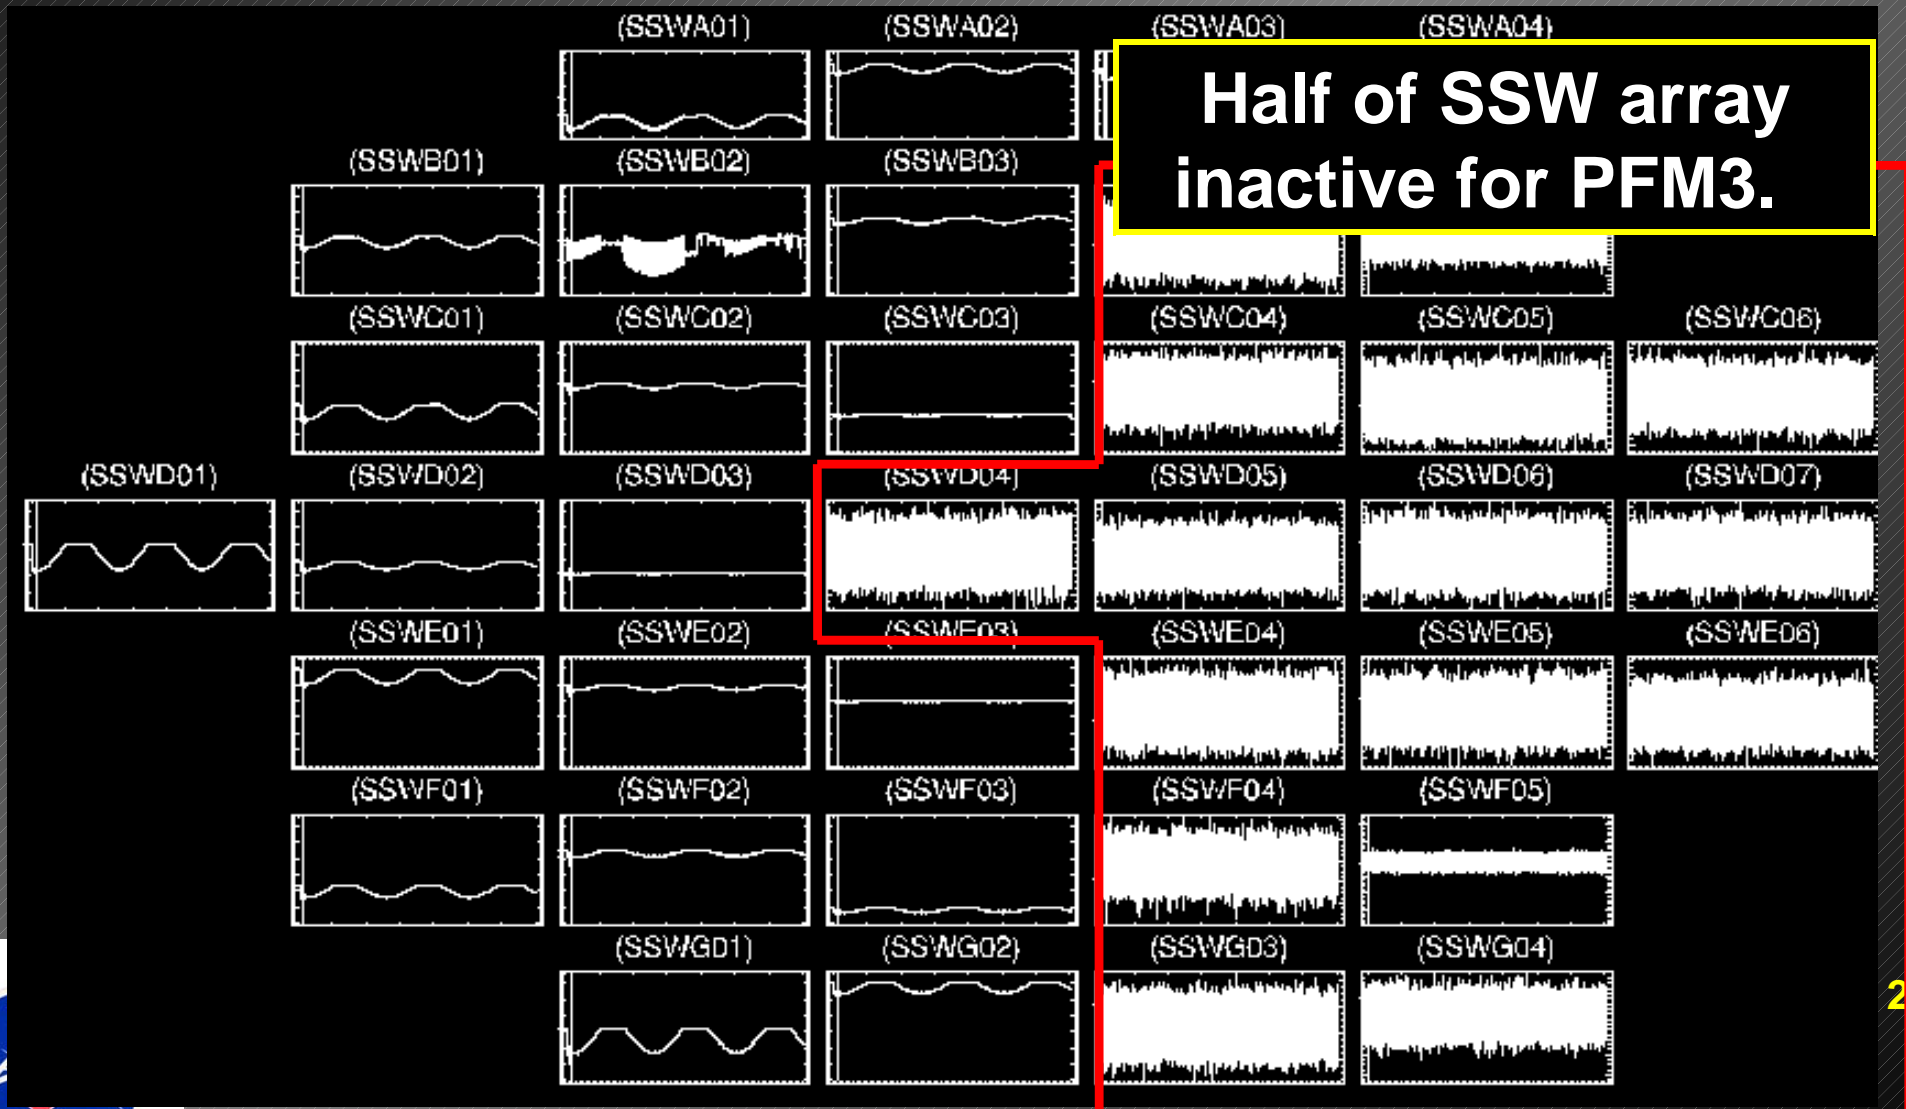 (SSWA01) (SSWA02) (SSWA03) (SSWA04)
Half of SSW array
inactive for PFM3.
(SSWB01) (SSWB02) (SSWB03)
(SSWC01) (SSWC02) (SSWC03) (SSWC04) (SSWC05) (SSWC06)
(SSWD01) (SSWD02) (SSWD03) (SSWD04) (SSWD05) (SSWD06) (SSWD07)
(SSWE01) (SSWE02) (SSWE03) (SSWE04) (SSWE05) (SSWE06)
(SSWF01) (SSWF02) (SSWF03) (SSWF04) (SSWF05)
(SSWG01) (SSWG02) (SSWG03) (SSWG04)
2